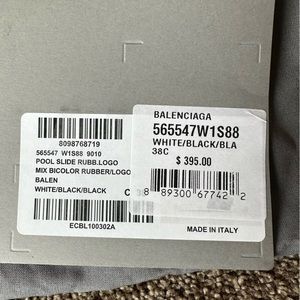 8098768719
565547 W1S88 9010
POOL SLIDE RUBB.LOGO
MIX BICOLOR RUBBER/LOGO
BALEN
WHITE/BLACK/BLACK
ECBL100302A
BALENCIAGA
565547W1S88
WHITE/BLACK/BLA
38C
$ 395.00
89300 67742 2
MADE IN ITALY